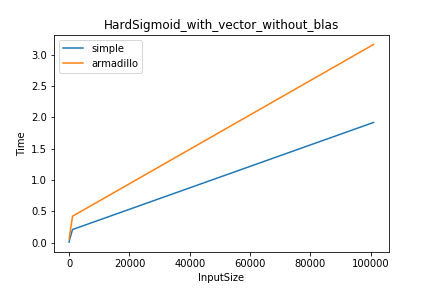 HardSigmoid_with_vector_without_blas
simple
armadillo
3.0
2.5
2.0
1.5
1.0
0.5
0.0
Time
0 20000 40000 60000 80000 100000
InputSize